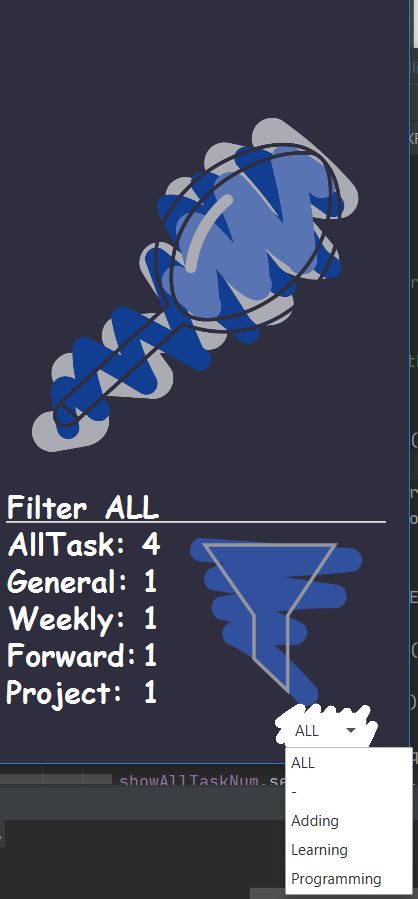 Filter ALL
AllTask: 4
General: 1
Weekly: 1
Forward: 1
Project: 1
ALL
ALL
-
Adding
Learning
Programming
showAllTaskNum.se